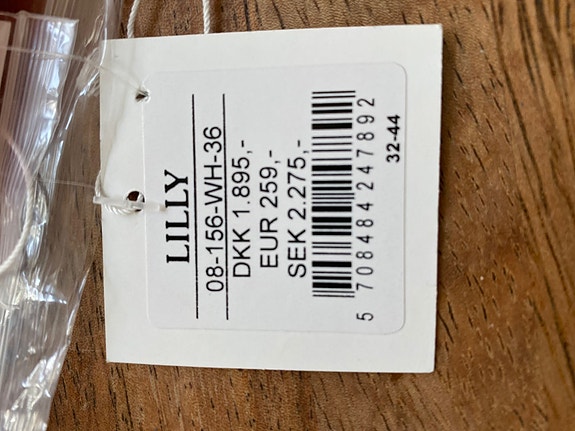 LILLY
08-156-WH-36
DKK 1.895,-
EUR 259,-
SEK 2.275,-
5 708484 247892
32-44